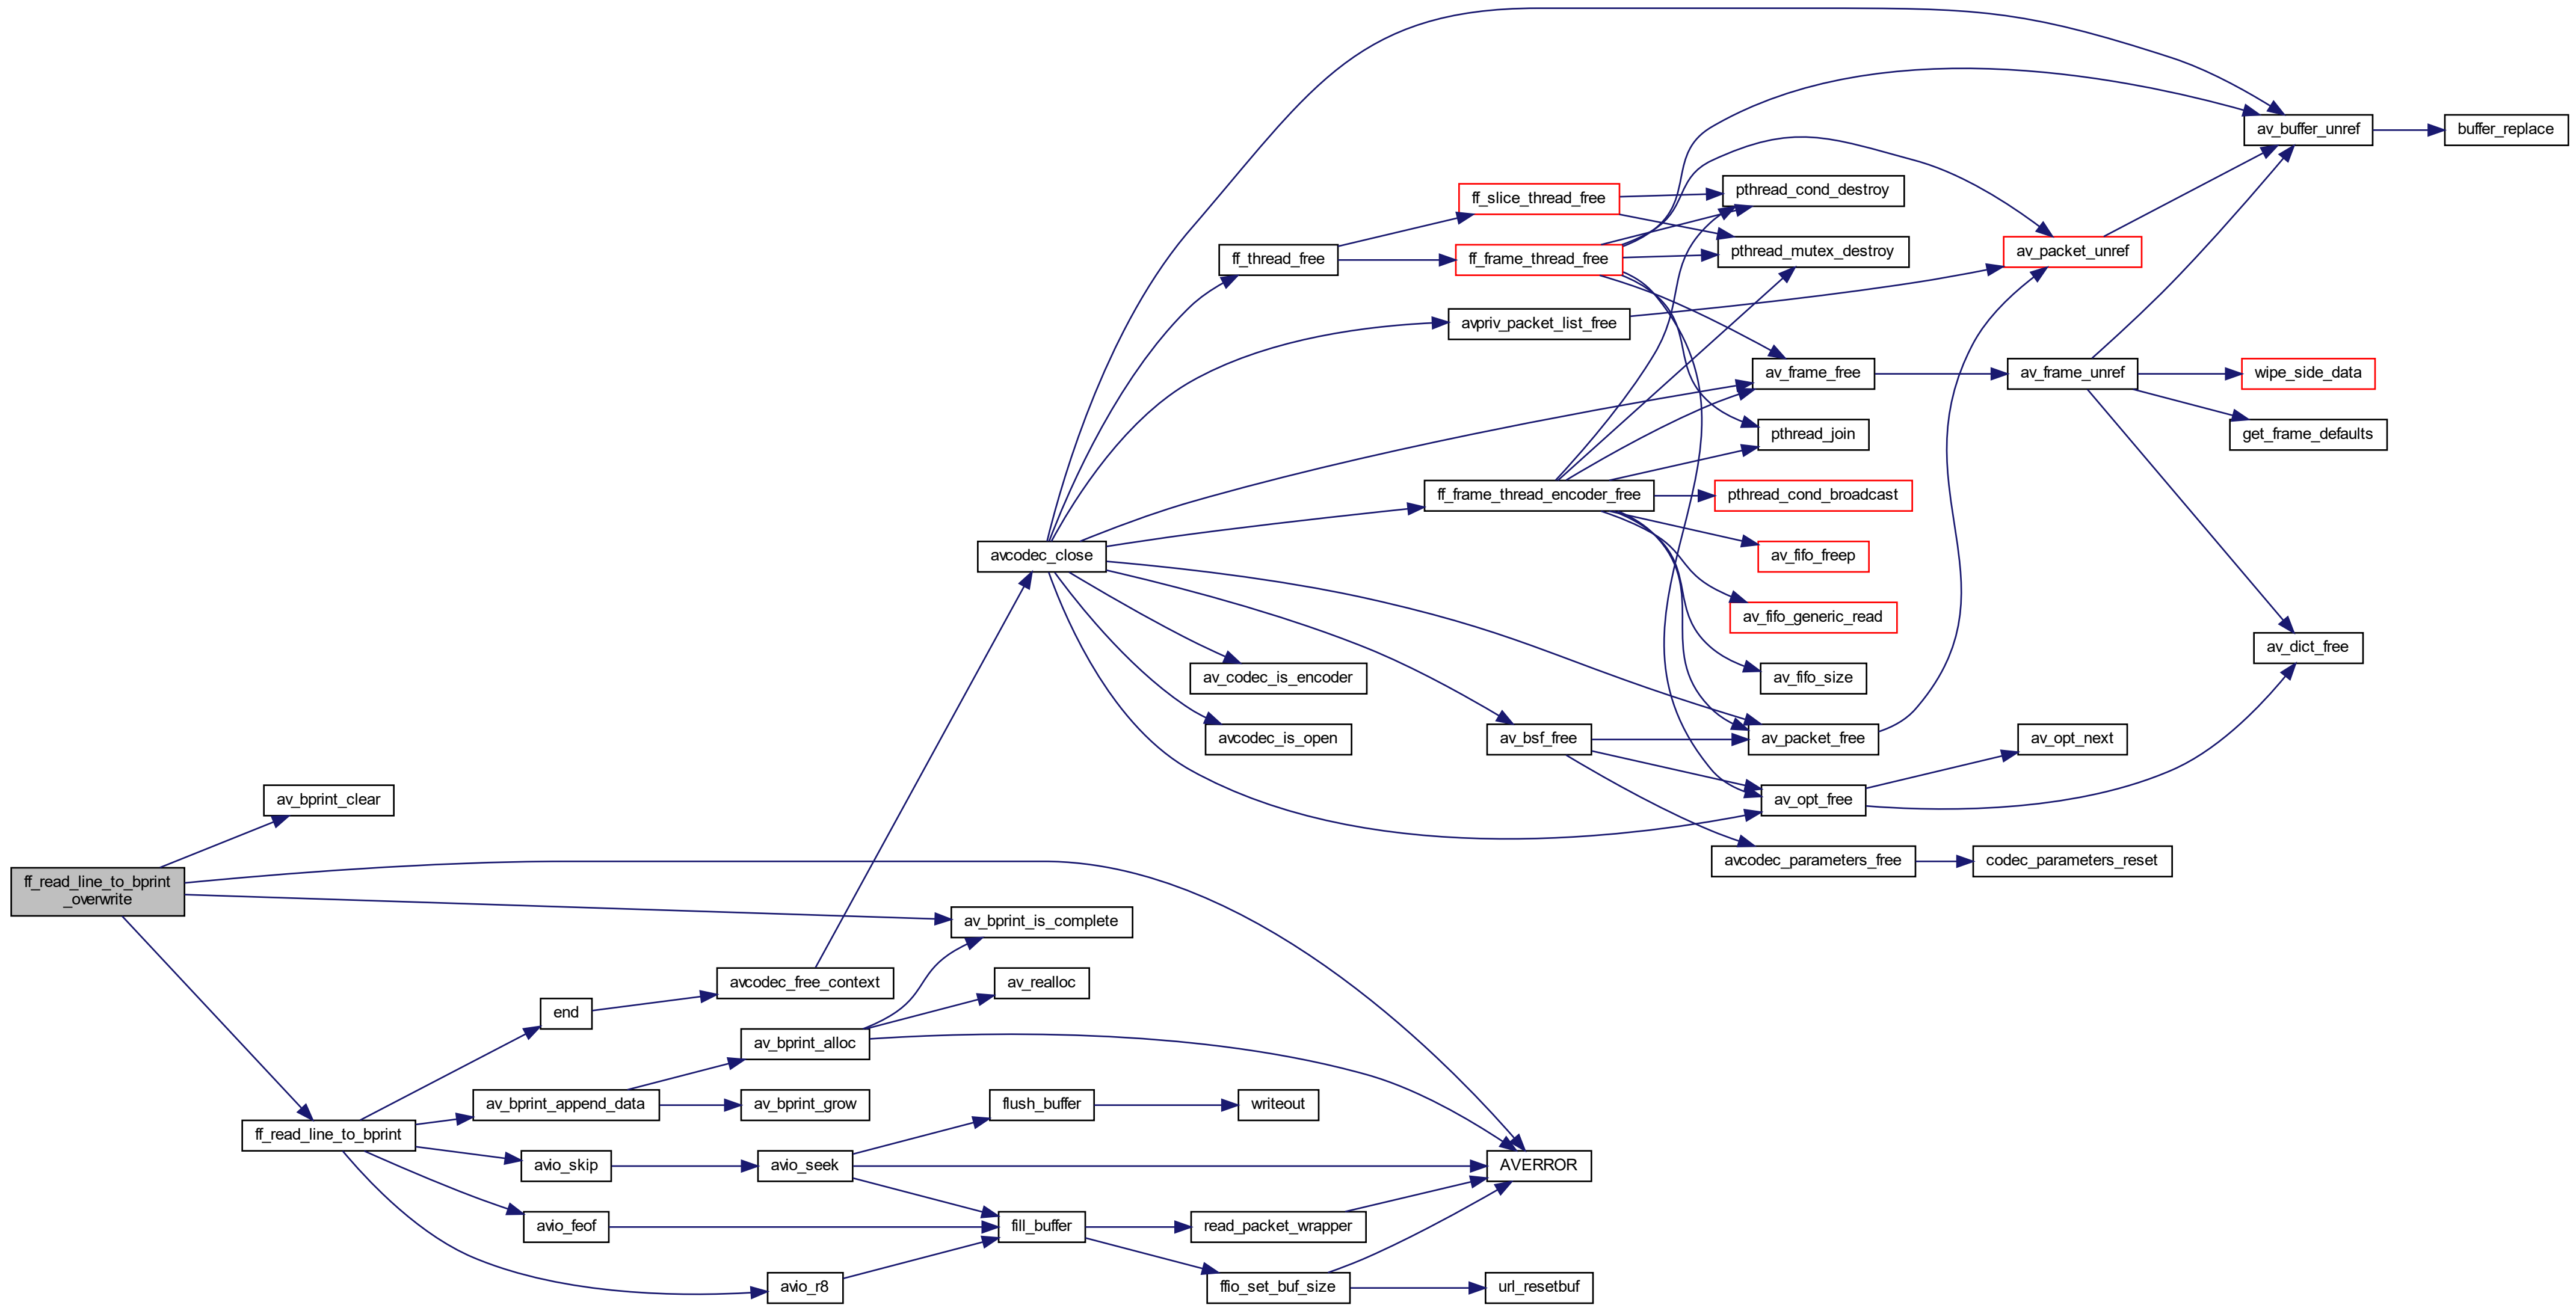 ff_read_line_to_bprint
_overwrite
av_bprint_clear
ff_read_line_to_bprint
end
av_bprint_append_data
avio_skip
avio_feof
avio_r8
avcodec_free_context
av_bprint_alloc
av_bprint_grow
avio_seek
avcodec_close
av_bprint_is_complete
av_realloc
flush_buffer
fill_buffer
ff_thread_free
av_codec_is_encoder
avcodec_is_open
writeout
read_packet_wrapper
ffio_set_buf_size
ff_slice_thread_free
ff_frame_thread_free
avpriv_packet_list_free
ff_frame_thread_encoder_free
av_bsf_free
AVERROR
url_resetbuf
pthread_cond_destroy
pthread_mutex_destroy
av_frame_free
pthread_join
pthread_cond_broadcast
av_fifo_freep
av_fifo_generic_read
av_fifo_size
av_packet_free
av_opt_free
avcodec_parameters_free
av_packet_unref
av_frame_unref
av_opt_next
codec_parameters_reset
av_buffer_unref
wipe_side_data
get_frame_defaults
av_dict_free
buffer_replace